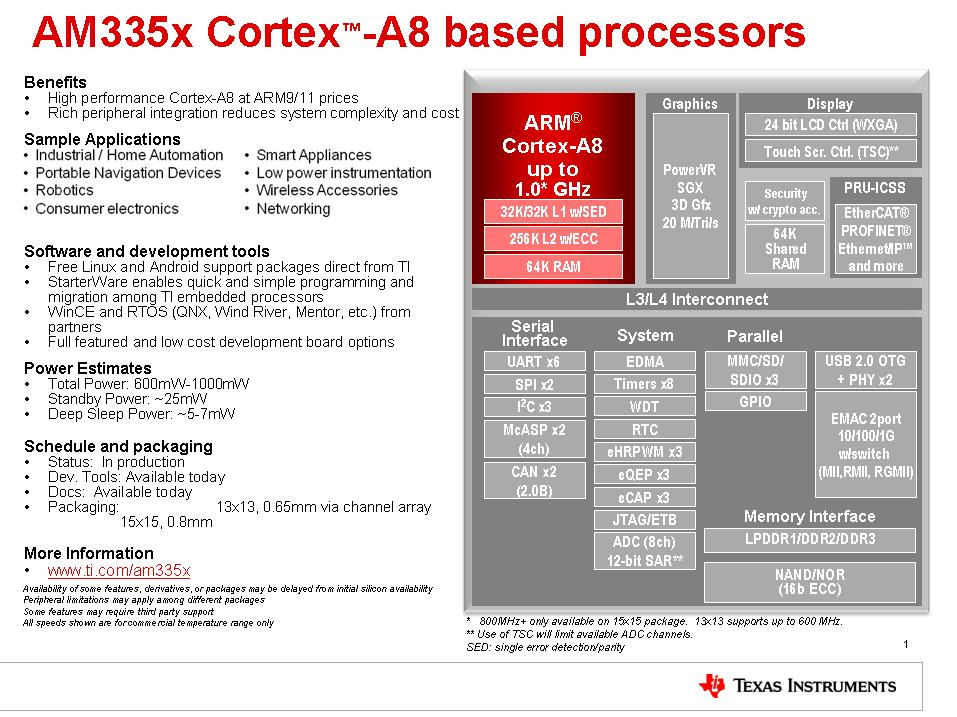 AM335x Cortex™-A8 based processors
Benefits
• High performance Cortex-A8 at ARM9/11 prices
• Rich peripheral integration reduces system complexity and cost
Sample Applications
• Industrial / Home Automation
• Portable Navigation Devices
• Robotics
• Consumer electronics
• Smart Appliances
• Low power instrumentation
• Wireless Accessories
• Networking
Software and development tools
• Free Linux and Android support packages direct from TI
• StarterWare enables quick and simple programming and
migration among TI embedded processors
• WinCE and RTOS (QNX, Wind River, Mentor, etc.) from
partners
• Full featured and low cost development board options
Power Estimates
• Total Power: 600mW-1000mW
• Standby Power: ~25mW
• Deep Sleep Power: ~5-7mW
Schedule and packaging
• Status: In production
• Dev. Tools: Available today
• Docs: Available today
• Packaging: 13x13, 0.65mm via channel array
15x15, 0.8mm
More Information
• www.ti.com/am335x
Availability of some features, derivatives, or packages may be delayed from initial silicon availability
Peripheral limitations may apply among different packages
Some features may require third party support
All speeds shown are for commercial temperature range only
ARM®
Cortex-A8
up to
1.0* GHz
32K/32K L1 w/SED
256K L2 w/ECC
64K RAM
Graphics
PowerVR
SGX
3D Gfx
20 M/Tri/s
Display
24 bit LCD Ctrl (WXGA)
Touch Scr. Ctrl. (TSC)**
Security
w/ crypto acc.
64K
Shared
RAM
PRU-ICSS
EtherCAT®
PROFINET®
Ethernet/IP™
and more
L3/L4 Interconnect
Serial
Interface
UART x6
SPI x2
I2C x3
McASP x2
(4ch)
CAN x2
(2.0B)
System
EDMA
Timers x8
WDT
RTC
eHRPWM x3
eQEP x3
eCAP x3
JTAG/ETB
ADC (8ch)
12-bit SAR**
Parallel
MMC/SD/
SDIO x3
GPIO
USB 2.0 OTG
+ PHY x2
EMAC 2port
10/100/1G
w/switch
(MII,RMII, RGMII)
Memory Interface
LPDDR1/DDR2/DDR3
NAND/NOR
(16b ECC)
* 800MHz+ only available on 15x15 package. 13x13 supports up to 600 MHz.
** Use of TSC will limit available ADC channels.
SED: single error detection/parity
1
TEXAS INSTRUMENTS